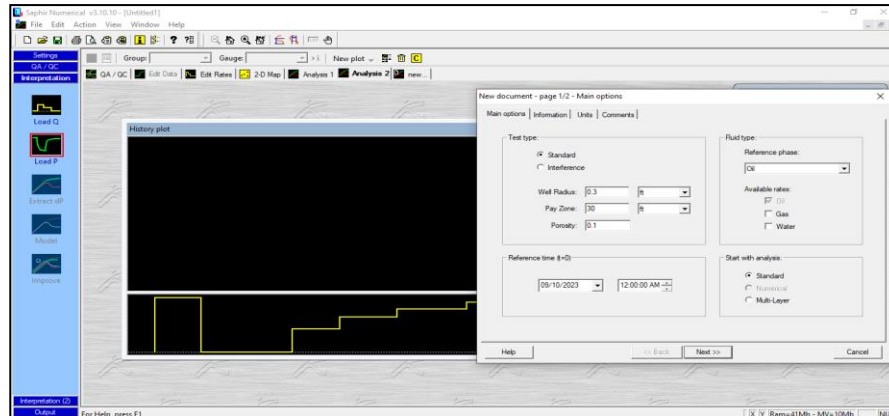 Saphir Numerical v3.10.10 - [Untitled1]
File Edit Action View Window Help
Settings
QA / QC
Interpretation
Group:
Gauge:
New plot
QA / QC
Edit Data
Edit Rates
2-D Map
Analysis 1
Analysis 2
new...
Load Q
Load P
Extract dP
Model
Improve
History plot
New document - page 1/2 - Main options
Main options Information Units Comments
Test type:
Standard
Interference
Well Radius: 0.3 ft
Pay Zone: 30 ft
Porosity: 0.1
Fluid type:
Reference phase:
Oil
Available rates:
Oil
Gas
Water
Reference time (t=0)
09/10/2023 12:00:00 AM
Start with analysis:
Standard
Numerical
Multi-Layer
Help << Back Next >> Cancel
Interpretation (2)
Output
For Help, press F1
X Y Ram=41Mb - MV=10Mb